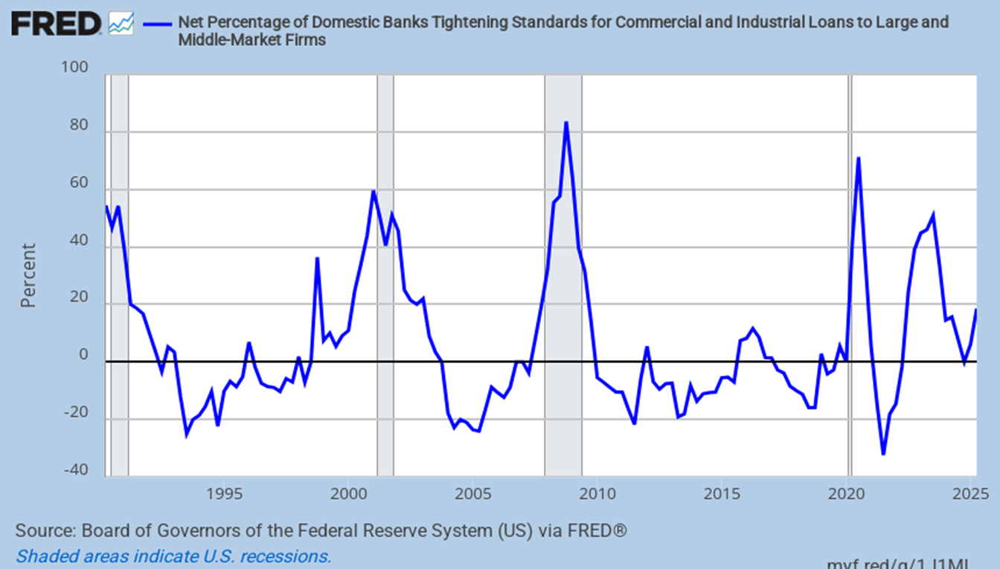 FRED
Net Percentage of Domestic Banks Tightening Standards for Commercial and Industrial Loans to Large and
Middle-Market Firms
100
80
60
40
20
0
-20
-40
Percent
1995 2000 2005 2010 2015 2020 2025
Source: Board of Governors of the Federal Reserve System (US) via FRED®
Shaded areas indicate U.S. recessions.